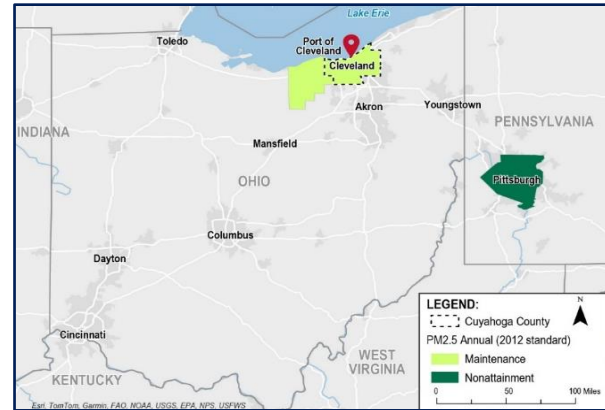 Lake Erie
Toledo
Port of
Cleveland
Cleveland
Akron
Youngstown
INDIANA
PENNSYLVANIA
Mansfield
Pittsburgh
OHIO
Columbus
Dayton
Cincinnati
WEST
VIRGINIA
KENTUCKY
LEGEND:
N
Cuyahoga County
PM2.5 Annual (2012 standard)
Maintenance
Nonattainment
0 50 100 Miles
Esri, TomTom, Garmin, FAO, NOAA, USGS, EPA, NPS, USFWS